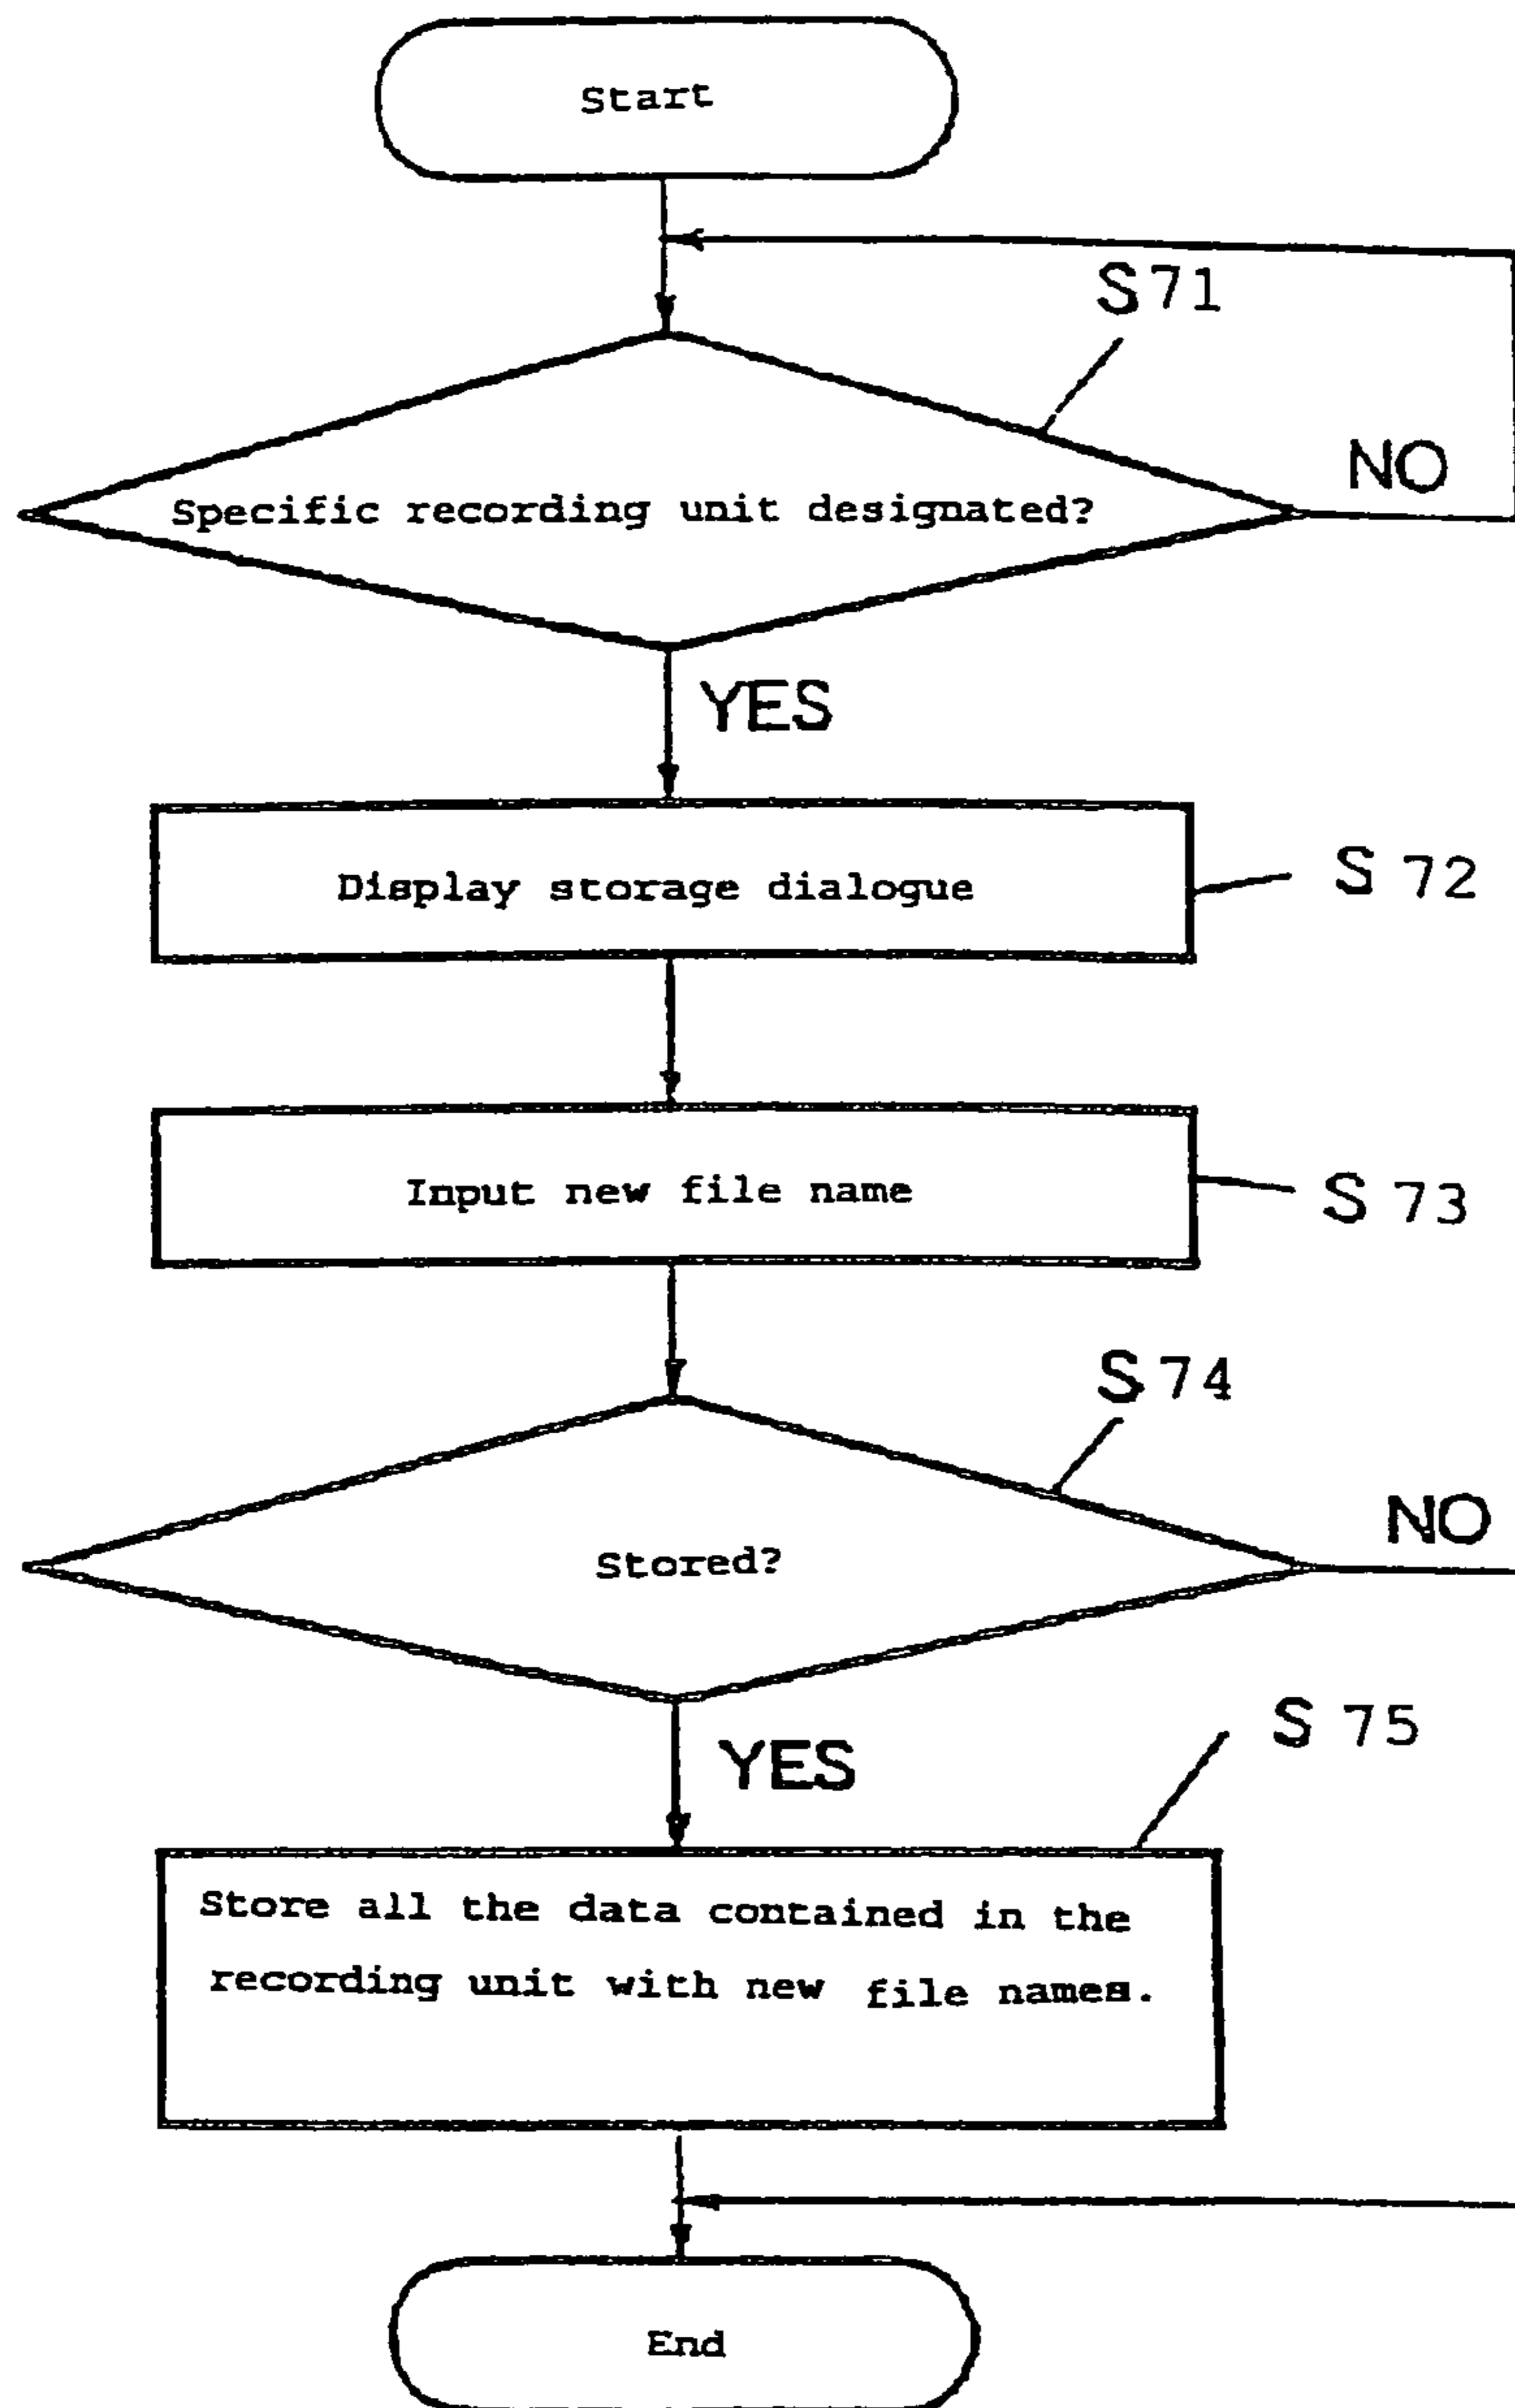 Start
S71
Specific recording unit designated?
NO
YES
Display storage dialogue
S 72
Input new file name
S 73
S 74
Stored?
NO
YES
S 75
Store all the data contained in the
recording unit with new file names.
End